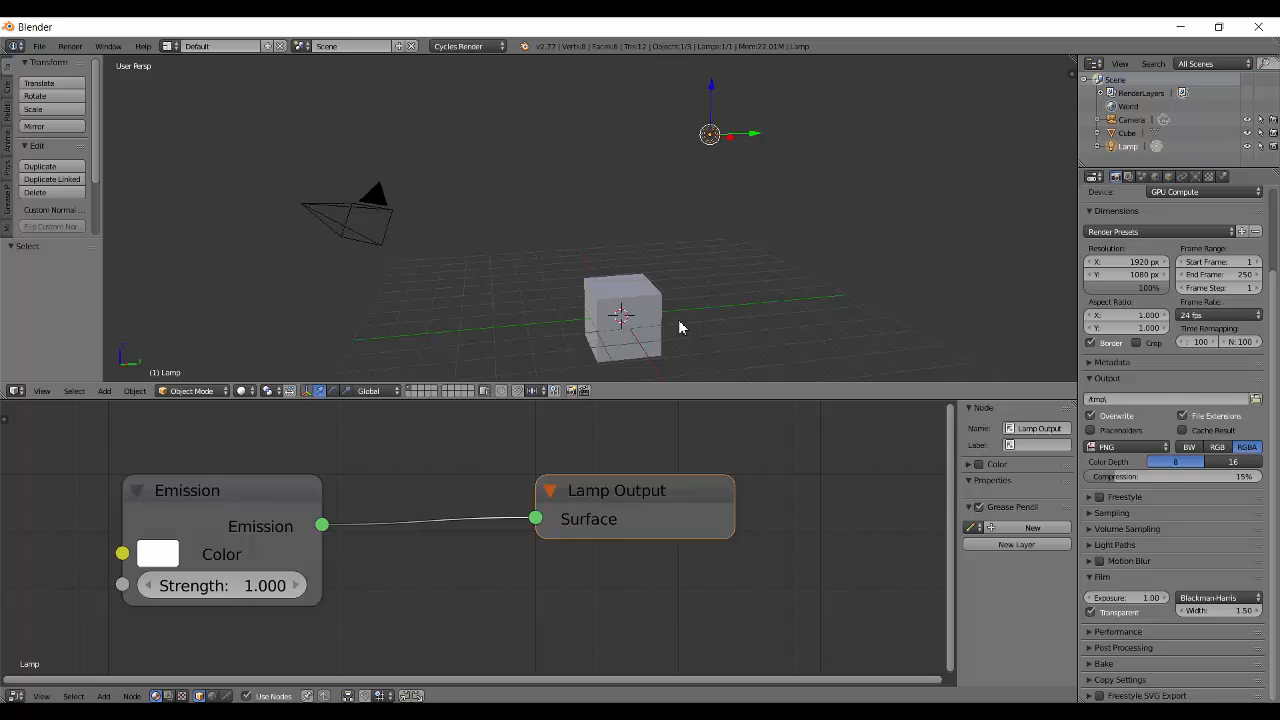 Blender
File Render Window Help Default Scene Cycles Render v2.77 | Verts:8 | Faces:6 | Tris:12 | Objects:1/3 | Lamps:1/1 | Mem:22.01M | Lamp
Transform
Translate
Rotate
Scale
Mirror
Edit
Duplicate
Duplicate Linked
Delete
Custom Normal ...
Flip Custom Nor
Select
User Persp
(1) Lamp
View Select Add Object Object Mode Global
Emission
Emission
Color
Strength: 1.000
Lamp Output
Surface
Lamp
View Select Add Node Use Nodes
Node
Name: Lamp Output
Label:
Color
Properties
Grease Pencil
New
New Layer
View Search All Scenes
Scene
RenderLayers
World
Camera
Cube
Lamp
Device: GPU Compute
Dimensions
Render Presets
Resolution: Frame Range:
X: 1920 px Start Frame: 1
Y: 1080 px End Frame: 250
100% Frame Step: 1
Aspect Ratio: Frame Rate:
X: 1.000 24 fps
Y: 1.000 Time Remapping:
Border Crop : 100 N: 100
Metadata
Output
/tmp\
Overwrite File Extensions
Placeholders Cache Result
PNG BW RGB RGBA
Color Depth: 8 16
Compression: 15%
Freestyle
Sampling
Volume Sampling
Light Paths
Motion Blur
Film
Exposure: 1.00 Blackman-Harris
Transparent Width: 1.50
Performance
Post Processing
Bake
Copy Settings
Freestyle SVG Export